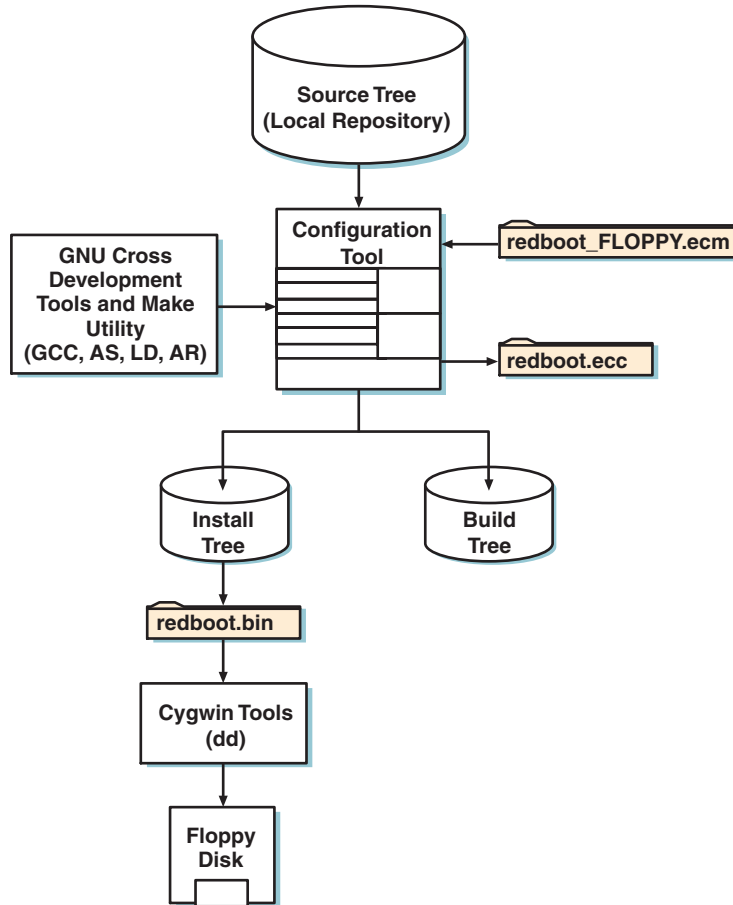 Source Tree
(Local Repository)
Configuration
Tool
redboot_FLOPPY.ecm
GNU Cross
Development
Tools and Make
Utility
(GCC, AS, LD, AR)
redboot.ecc
Install
Tree
Build
Tree
redboot.bin
Cygwin Tools
(dd)
Floppy
Disk